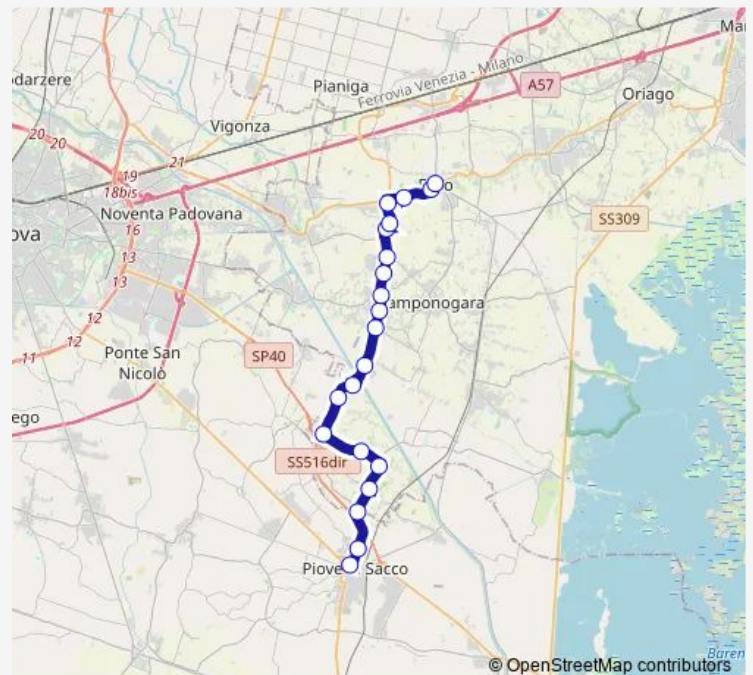 Mar
odarzere
Pianiga
Ferrovia Venezia - Milano
A57
Oriago
Vigonza
20
20
21
19
18bis
Noventa Padovana
ova
16
SS309
13
13
amponogara
12
12
11
Ponte San
Nicolò
SP40
ego
SS516dir
Piove
Sacco
Baren
© OpenStreetMap contributors